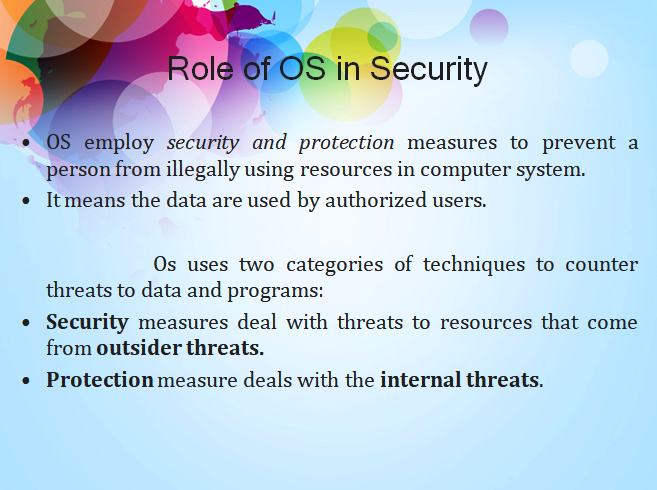 Role of OS in Security
• OS employ security and protection measures to prevent a
person from illegally using resources in computer system.
• It means the data are used by authorized users.
Os uses two categories of techniques to counter
threats to data and programs:
• Security measures deal with threats to resources that come
from outsider threats.
• Protection measure deals with the internal threats.